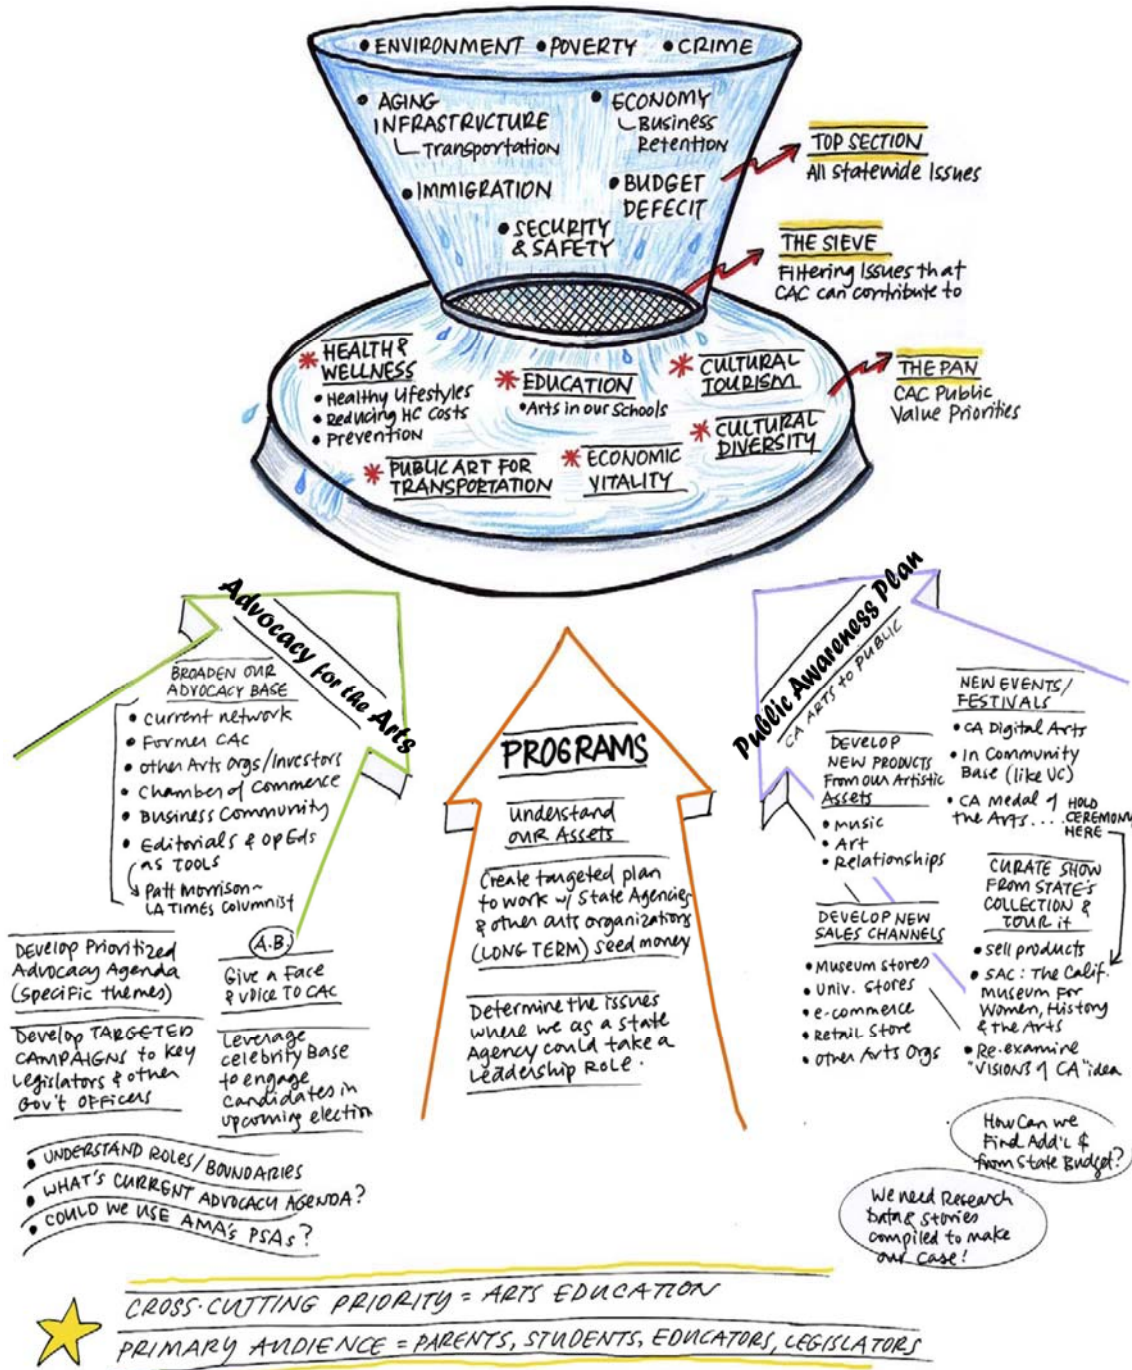 • ENVIRONMENT • POVERTY • CRIME
• AGING
INFRASTRUCTURE
Transportation
• IMMIGRATION
• ECONOMY
Business
Retention
• BUDGET
DEFECIT
• SECURITY
& SAFETY
TOP SECTION
All Statewide Issues
THE SIEVE
Filtering Issues that
CAC can contribute to
THE PAN
CAC Public
Value Priorities
* HEALTH &
WELLNESS
• Healthy Lifestyles
• Reducing HC Costs
• Prevention
* EDUCATION
• Arts in our Schools
* CULTURAL
TOURISM
* CULTURAL
DIVERSITY
* PUBLIC ART FOR
TRANSPORTATION
* ECONOMIC
VITALITY
Advocacy for the Arts
BROADEN OUR
ADVOCACY BASE
• Current network
• Former CAC
• Other Arts Orgs/Investors
• Chamber of Commerce
• Business Community
• Editorials & Op Eds
as TOOLS
Patt Morrison~
LA TIMES columnist
Develop Prioritized
Advocacy Agenda
(specific themes)
Develop TARGETED
CAMPAIGNS to key
Legislators & other
Gov't Officers
A.B.
Give a Face
& Voice TO CAC
Leverage
celebrity Base
to engage
Candidates in
upcoming election
• UNDERSTAND ROLES/BOUNDARIES
• WHAT'S CURRENT ADVOCACY AGENDA?
• COULD WE USE AMA's PSAs?
PROGRAMS
Understand
OUR Assets
Create targeted plan
to work w/ State Agencies
& other arts organizations
(LONG TERM) seed money
Determine the issues
where we as a state
Agency could take a
Leadership Role.
Public Awareness Plan
CA ARTS to PUBLIC
DEVELOP
NEW PRODUCTS
From our Artistic
Assets
• Music
• Art
• Relationships
DEVELOP NEW
SALES CHANNELS
• Museum Stores
• Univ. Stores
• e-commerce
• Retail Store
• Other Arts Orgs
NEW EVENTS/
FESTIVALS
• CA Digital Arts
• In Community
Base (like VC)
• CA Medal of
the Arts....
HOLD
CEREMONY
HERE
CURATE SHOW
FROM STATE'S
COLLECTION &
TOUR it
• sell products
• SAC: The Calif.
Museum For
Women, History
& the Arts
• Re-examine
"VISIONS of CA" idea
How Can we
Find Add'l $
from State Budget?
We need Research
Data & Stories
compiled to make
our case!
CROSS-CUTTING PRIORITY = ARTS EDUCATION
PRIMARY AUDIENCE = PARENTS, STUDENTS, EDUCATORS, LEGISLATORS